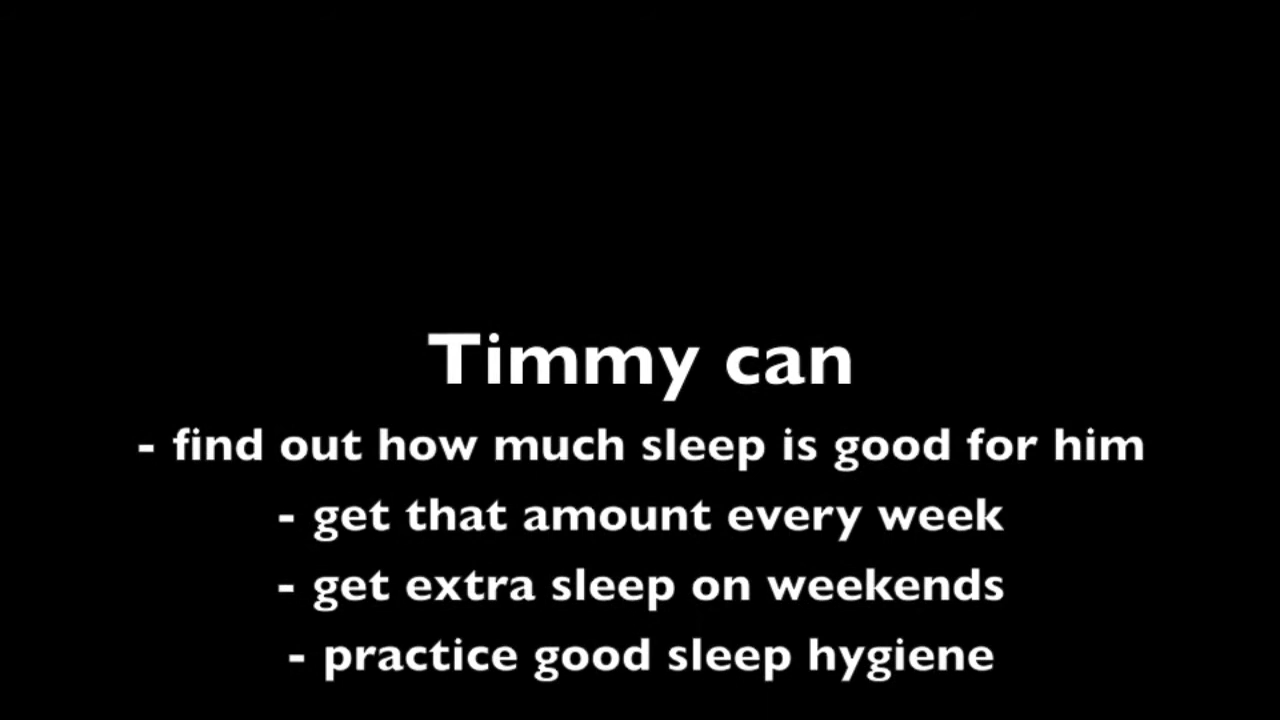 Timmy can
- find out how much sleep is good for him
- get that amount every week
- get extra sleep on weekends
- practice good sleep hygiene